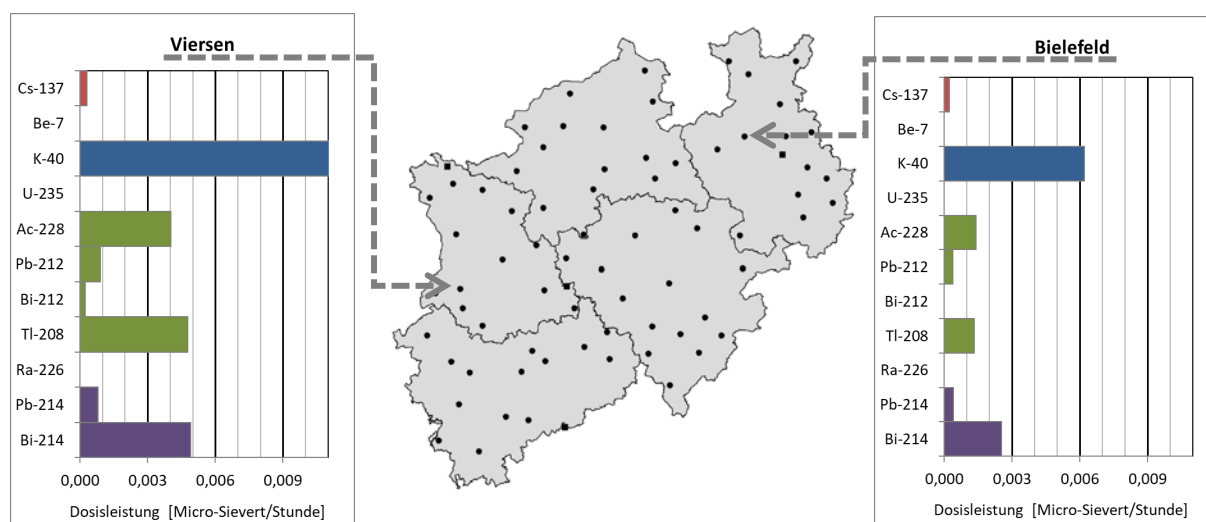 Viersen
Cs-137
Be-7
K-40
U-235
Ac-228
Pb-212
Bi-212
Tl-208
Ra-226
Pb-214
Bi-214
0,000 0,003 0,006 0,009
Dosisleistung [Micro-Sievert/Stunde]
Bielefeld
Cs-137
Be-7
K-40
U-235
Ac-228
Pb-212
Bi-212
Tl-208
Ra-226
Pb-214
Bi-214
0,000 0,003 0,006 0,009
Dosisleistung [Micro-Sievert/Stunde]